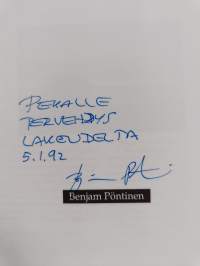 PEKALLE
TERVEHDYS
LAKEUDELTA
5.1.92
Benjam Pöntinen